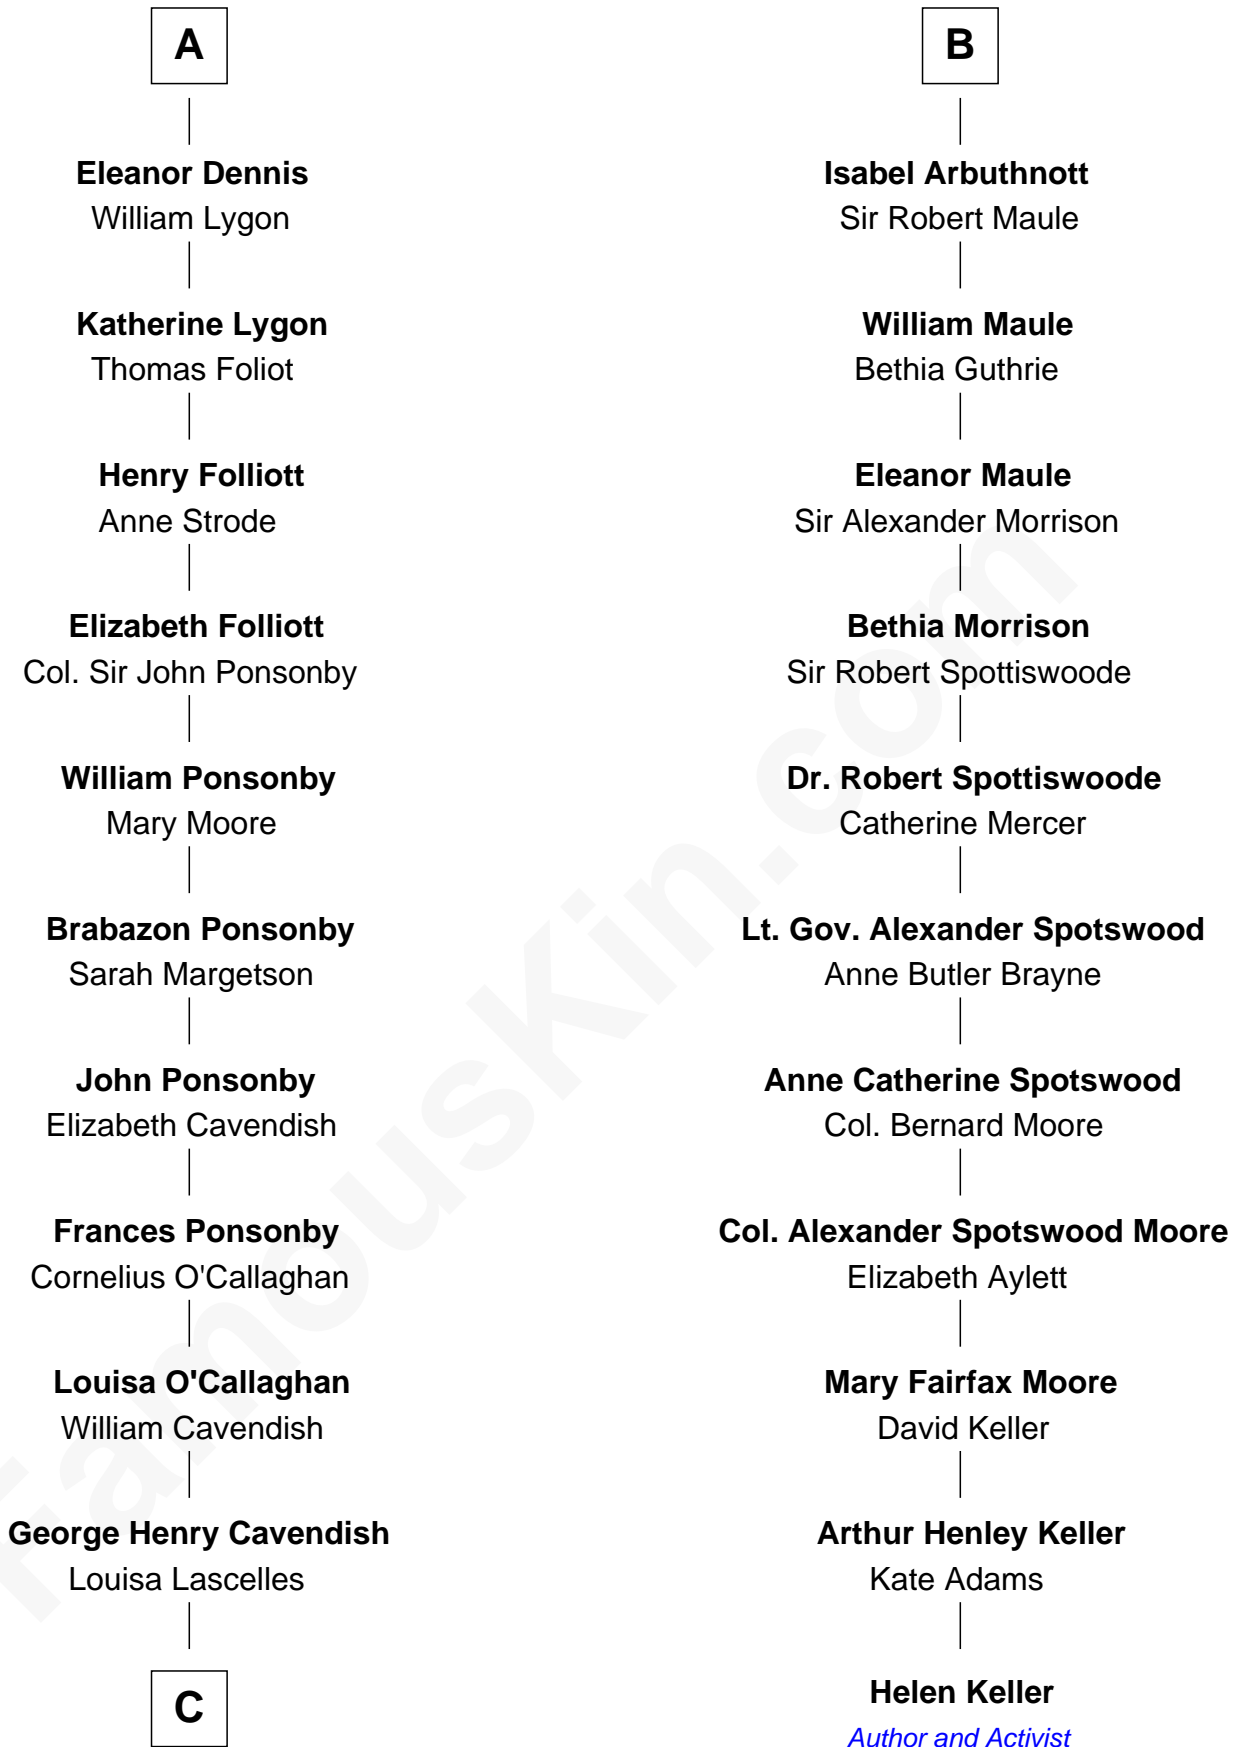 A
Eleanor Dennis
William Lygon
Katherine Lygon
Thomas Foliot
Henry Folliott
Anne Strode
Elizabeth Folliott
Col. Sir John Ponsonby
William Ponsonby
Mary Moore
Brabazon Ponsonby
Sarah Margetson
John Ponsonby
Elizabeth Cavendish
Frances Ponsonby
Cornelius O'Callaghan
Louisa O'Callaghan
William Cavendish
George Henry Cavendish
Louisa Lascelles
C
B
Isabel Arbuthnott
Sir Robert Maule
William Maule
Bethia Guthrie
Eleanor Maule
Sir Alexander Morrison
Bethia Morrison
Sir Robert Spottiswoode
Dr. Robert Spottiswoode
Catherine Mercer
Lt. Gov. Alexander Spotswood
Anne Butler Brayne
Anne Catherine Spotswood
Col. Bernard Moore
Col. Alexander Spotswood Moore
Elizabeth Aylett
Mary Fairfax Moore
David Keller
Arthur Henley Keller
Kate Adams
Helen Keller
Author and Activist
FamousKin.com